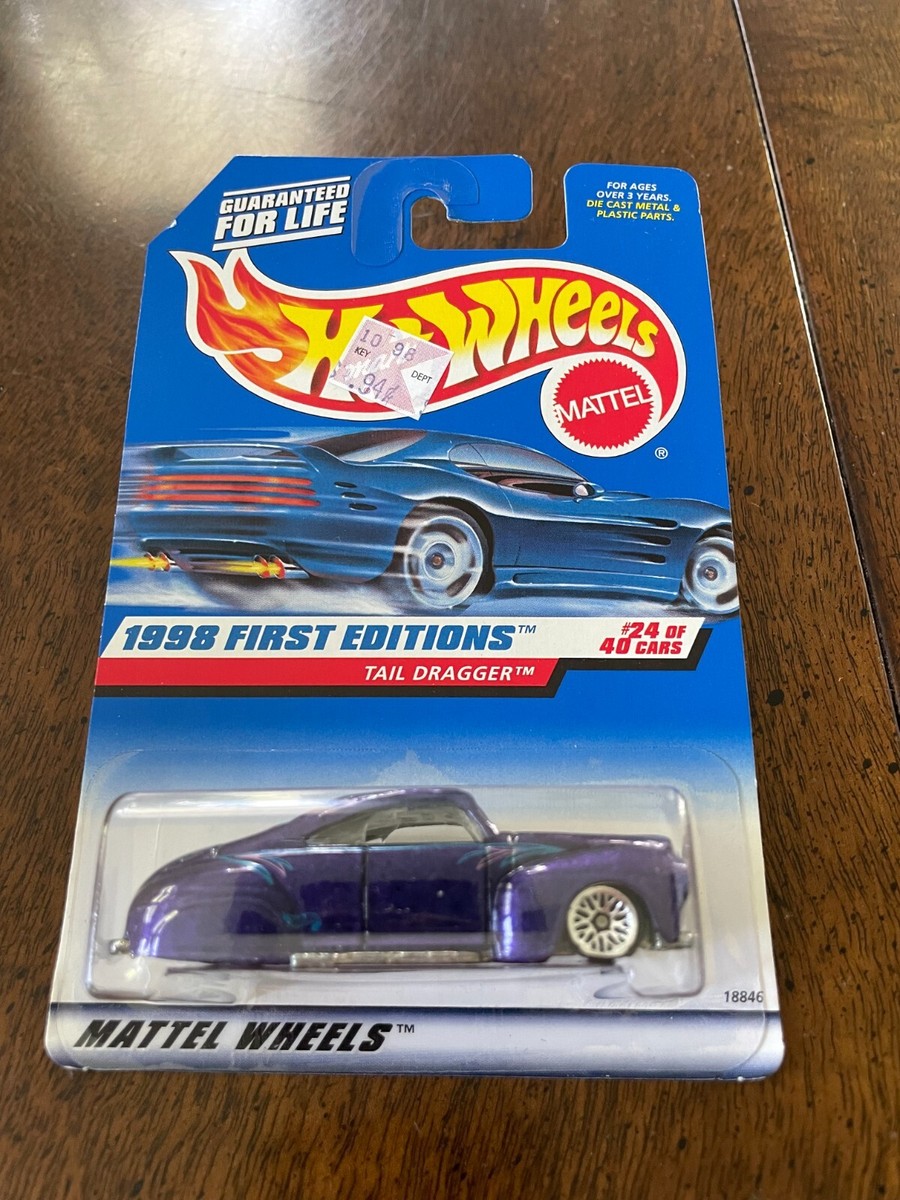 GUARANTEED
FOR LIFE
FOR AGES
OVER 3 YEARS.
DIE CAST METAL &
PLASTIC PARTS.
Hot WHEELS
10 98
KEY
DEPT
.94¢
MATTEL
®
1998 FIRST EDITIONS™
#24 OF
40 CARS
TAIL DRAGGER™
18846
MATTEL WHEELS™